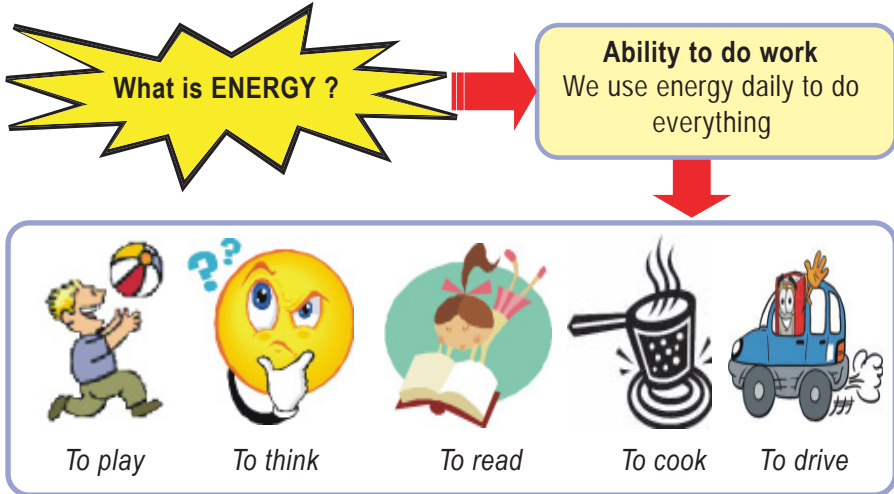 What is ENERGY ?
Ability to do work
We use energy daily to do
everything
??
To play
To think
To read
To cook
To drive